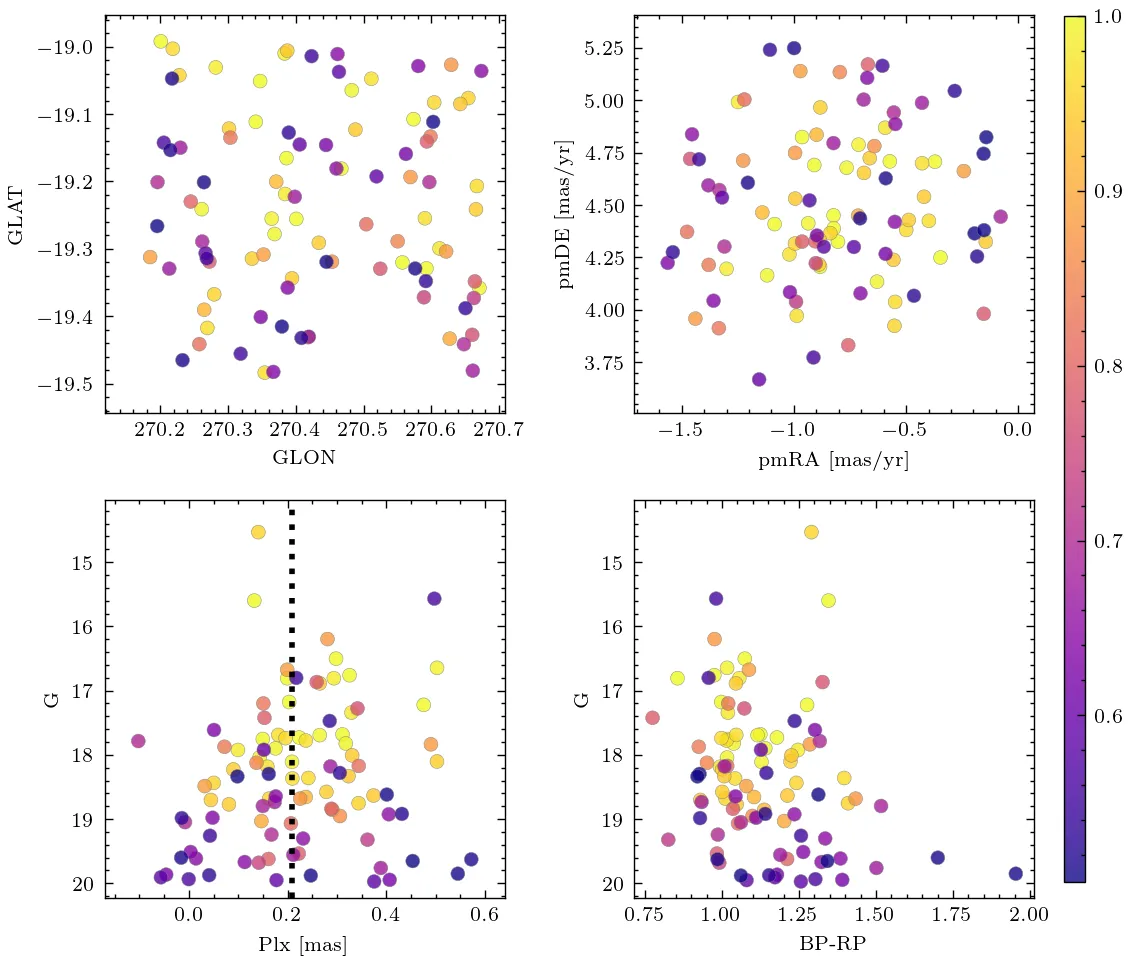 −19.0
−19.1
−19.2
−19.3
−19.4
−19.5
GLAT
270.2 270.3 270.4 270.5 270.6 270.7
GLON
5.25
5.00
4.75
4.50
4.25
4.00
3.75
pmDE [mas/yr]
−1.5 −1.0 −0.5 0.0
pmRA [mas/yr]
1.0
0.9
0.8
0.7
0.6
15
16
17
18
19
20
G
0.0 0.2 0.4 0.6
Plx [mas]
15
16
17
18
19
20
G
0.75 1.00 1.25 1.50 1.75 2.00
BP-RP